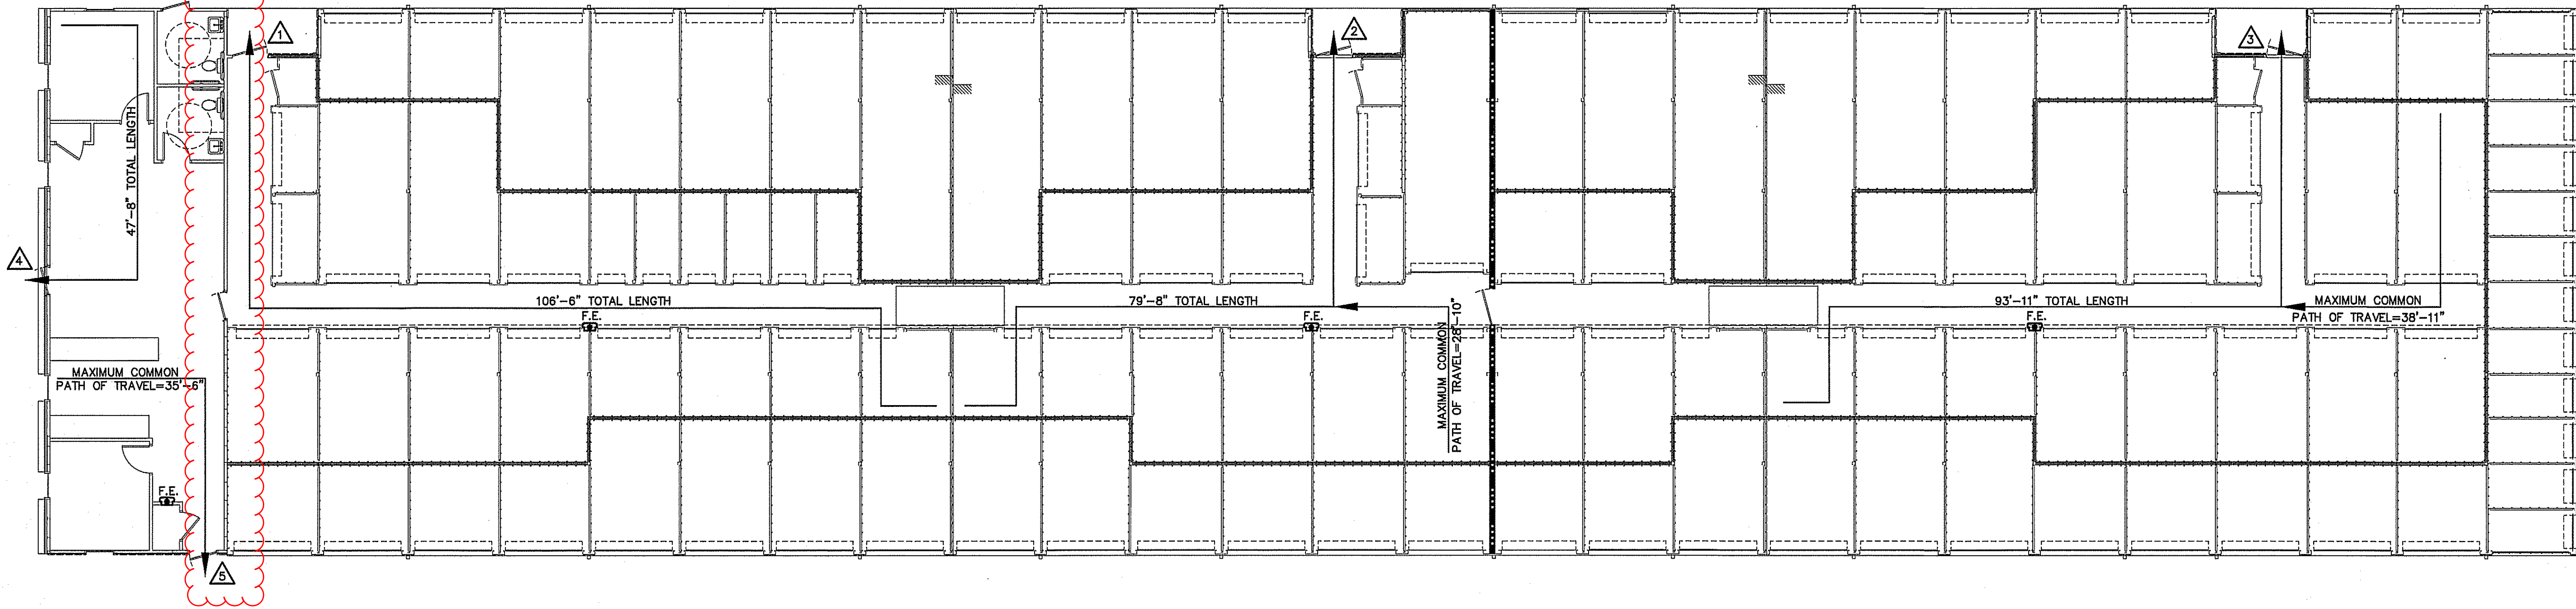 1
2
3
47'-8" TOTAL LENGTH
4
106'-6" TOTAL LENGTH
79'-8" TOTAL LENGTH
93'-11" TOTAL LENGTH
MAXIMUM COMMON
PATH OF TRAVEL=38'-11"
F.E.
F.E.
F.E.
MAXIMUM COMMON
PATH OF TRAVEL=28'-10"
MAXIMUM COMMON
PATH OF TRAVEL=35'-6"
F.E.
5